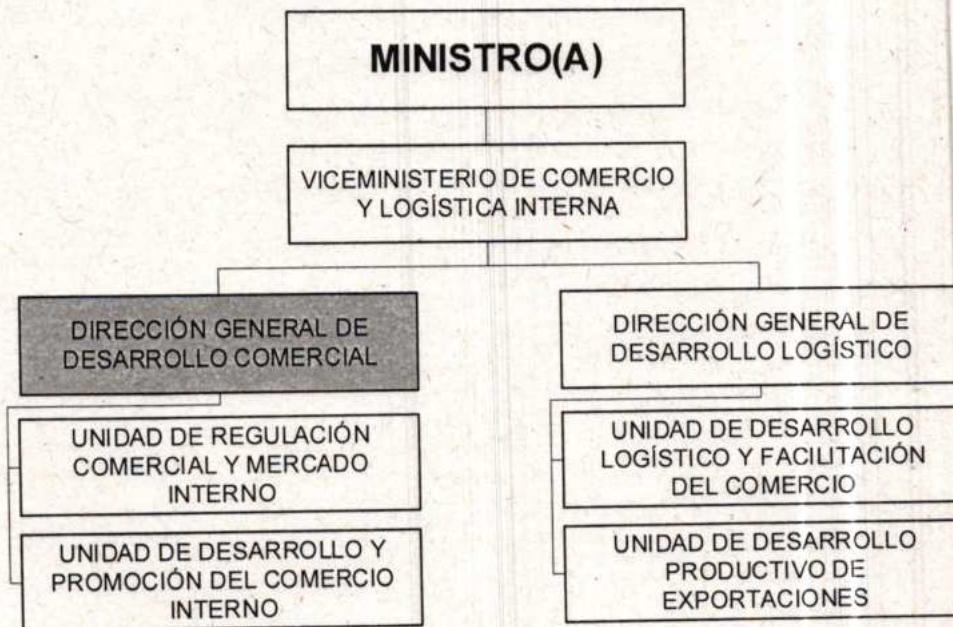 MINISTRO(A)
VICEMINISTERIO DE COMERCIO
Y LOGÍSTICA INTERNA
DIRECCIÓN GENERAL DE
DESARROLLO COMERCIAL
UNIDAD DE REGULACIÓN
COMERCIAL Y MERCADO
INTERNO
UNIDAD DE DESARROLLO Y
PROMOCIÓN DEL COMERCIO
INTERNO
DIRECCIÓN GENERAL DE
DESARROLLO LOGÍSTICO
UNIDAD DE DESARROLLO
LOGÍSTICO Y FACILITACIÓN
DEL COMERCIO
UNIDAD DE DESARROLLO
PRODUCTIVO DE
EXPORTACIONES